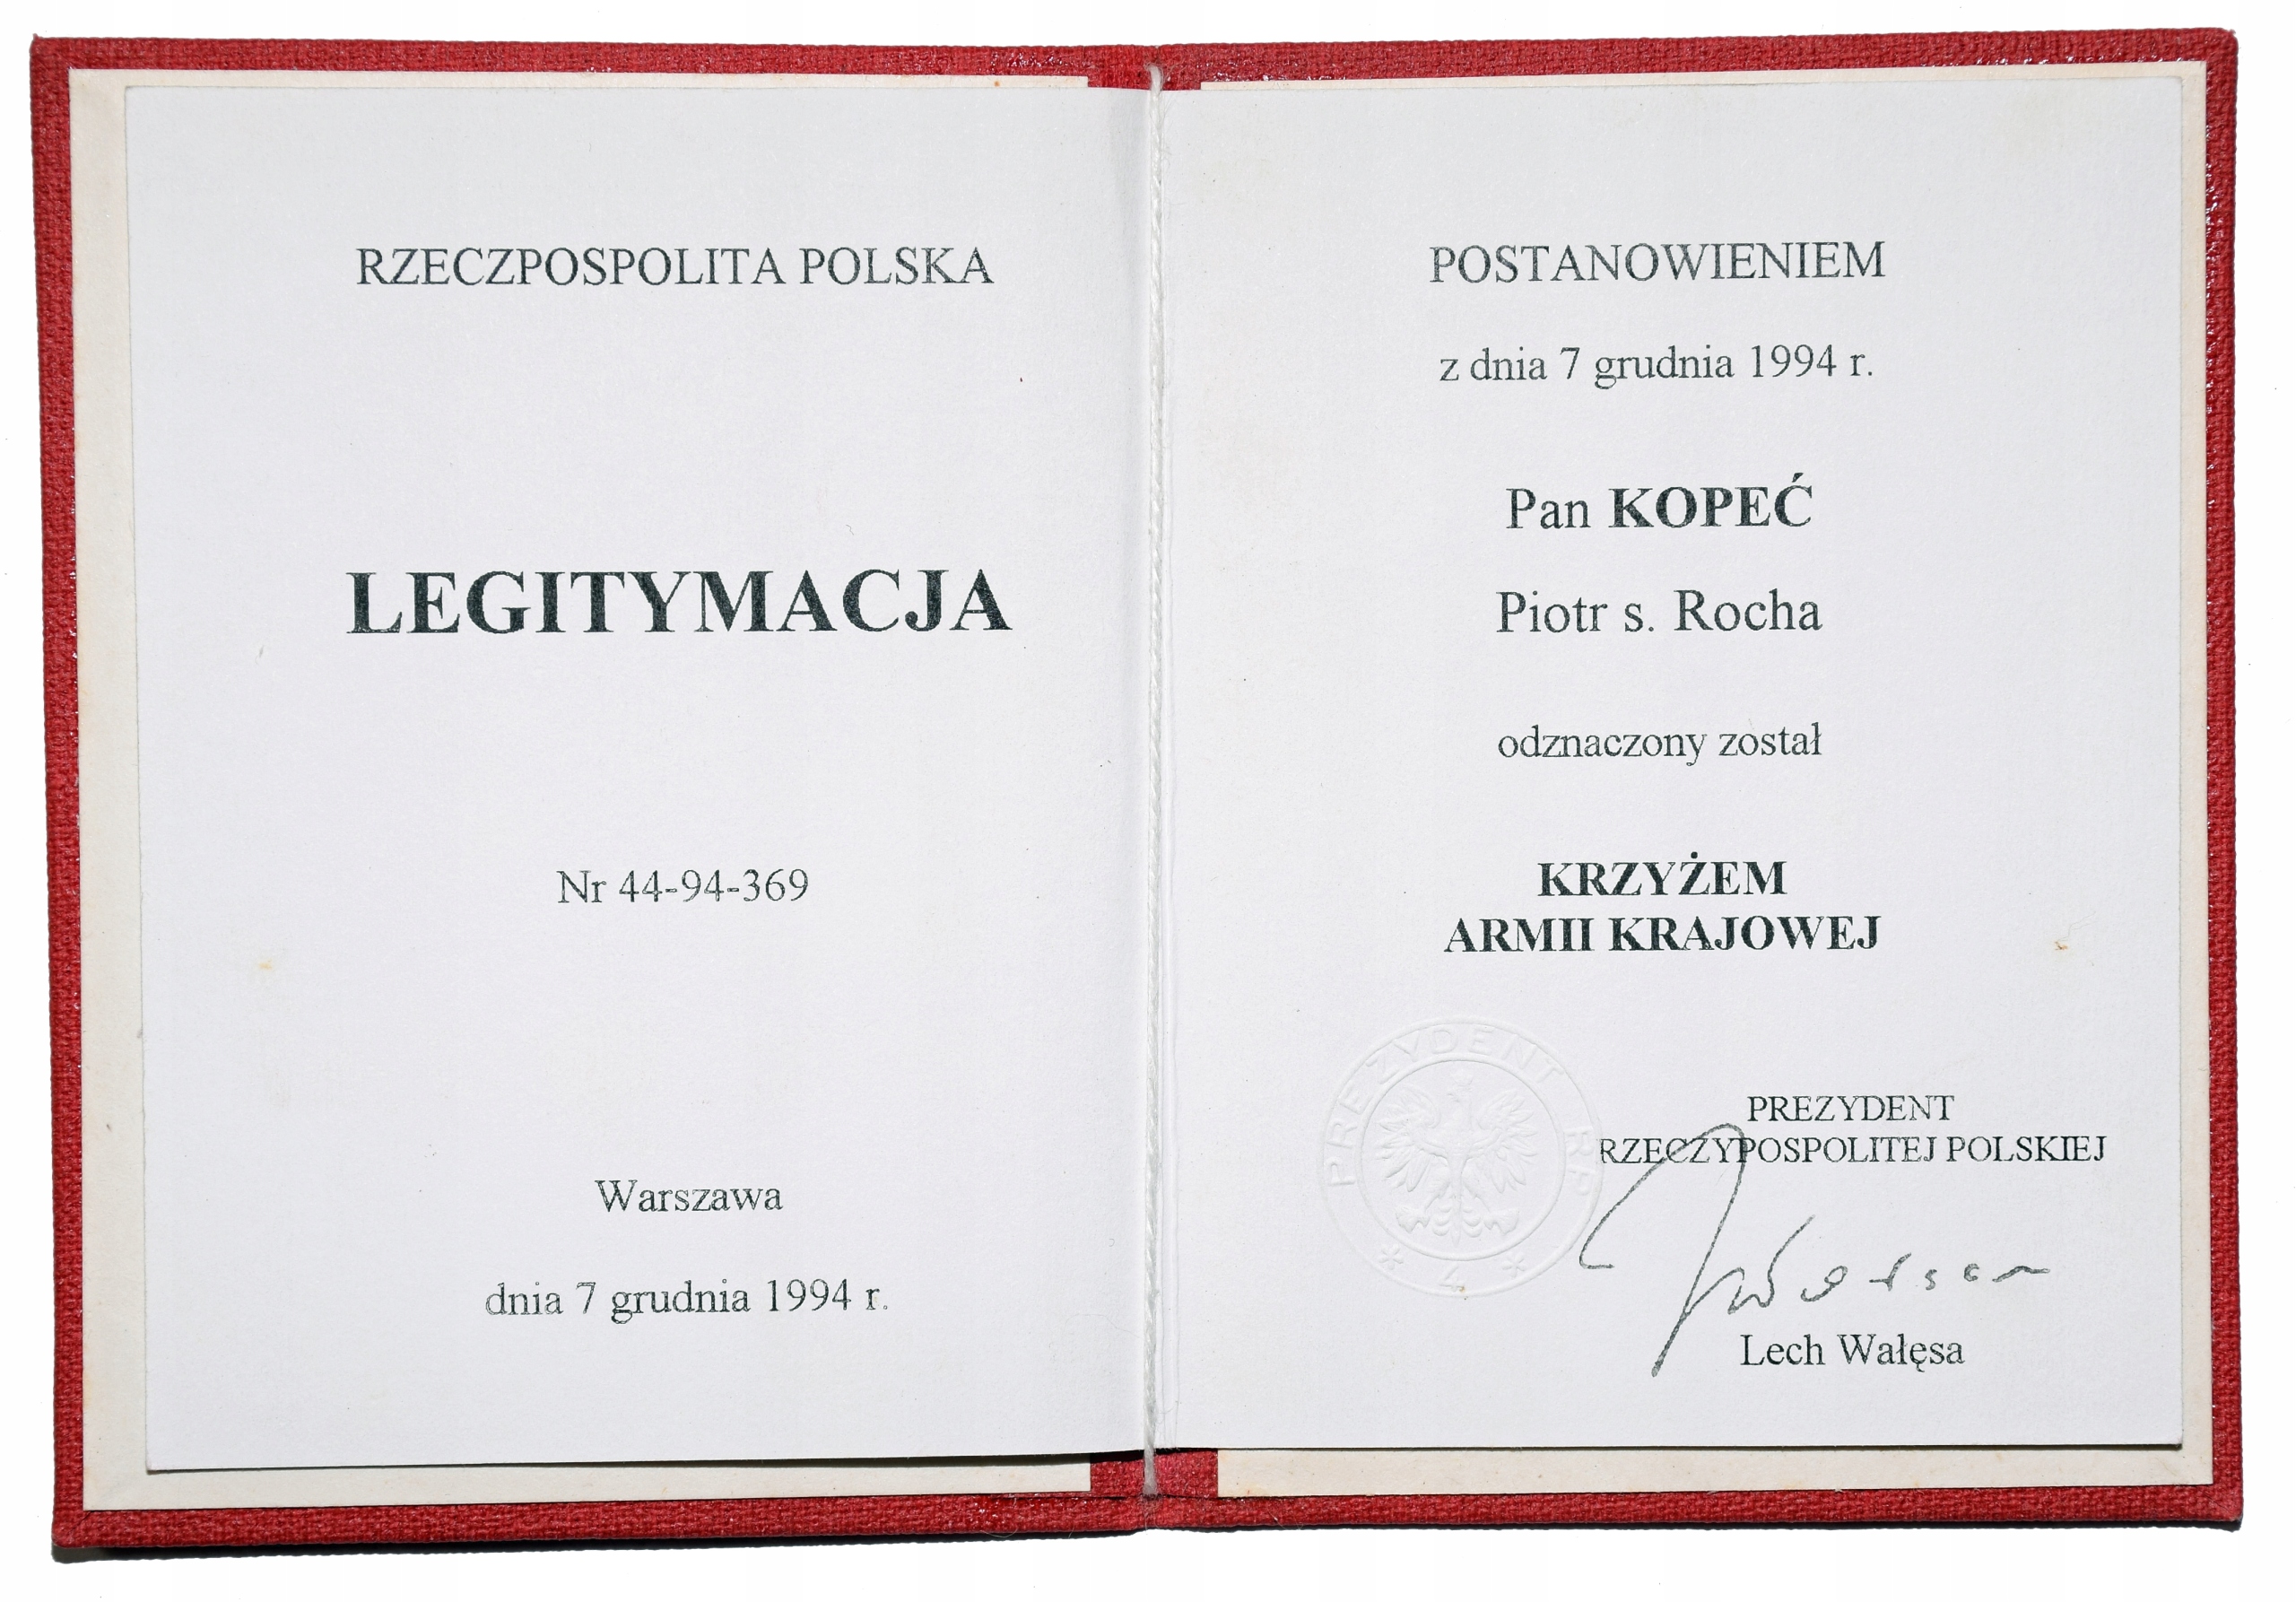 RZECZPOSPOLITA POLSKA
LEGITYMACJA
Nr 44-94-369
Warszawa
dnia 7 grudnia 1994 r.
POSTANOWIENIEM
z dnia 7 grudnia 1994 r.
Pan KOPEĆ
Piotr s. Rocha
odznaczony został
KRZYŻEM
ARMII KRAJOWEJ
PREZYDENT RP
* 4 *
PREZYDENT
RZECZYPOSPOLITEJ POLSKIEJ
Lech Wałęsa